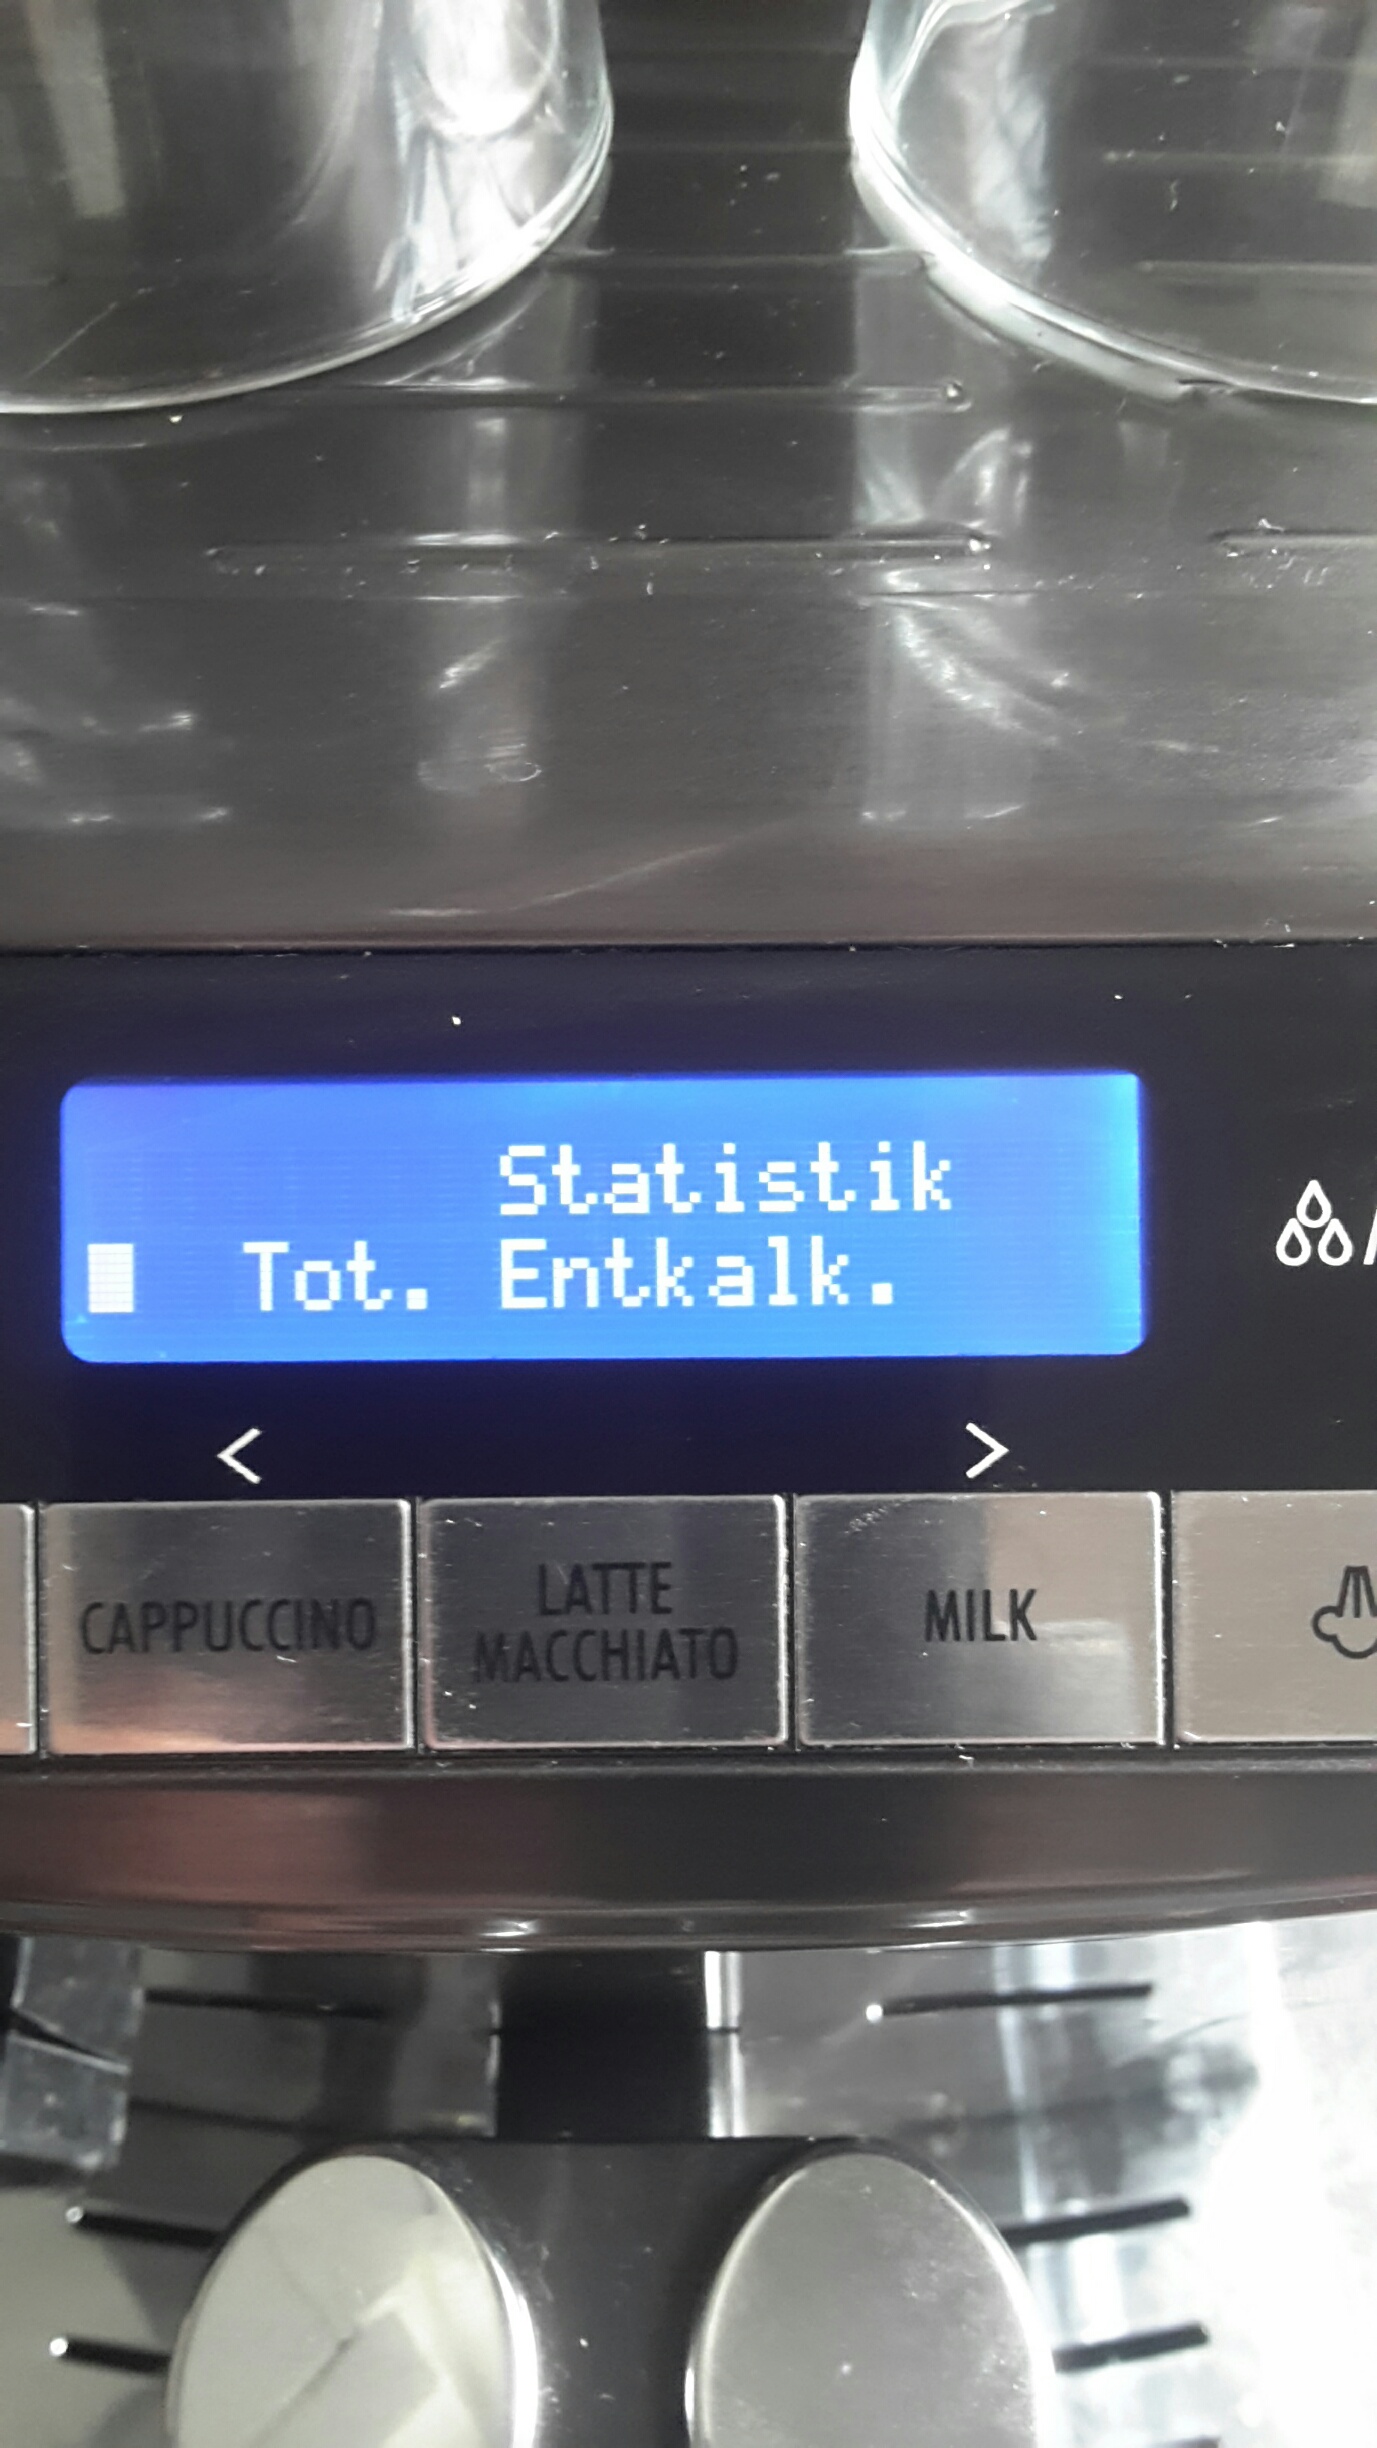 Statistik
Tot. Entkalk.
< >
CAPPUCCINO
LATTE
MACCHIATO
MILK